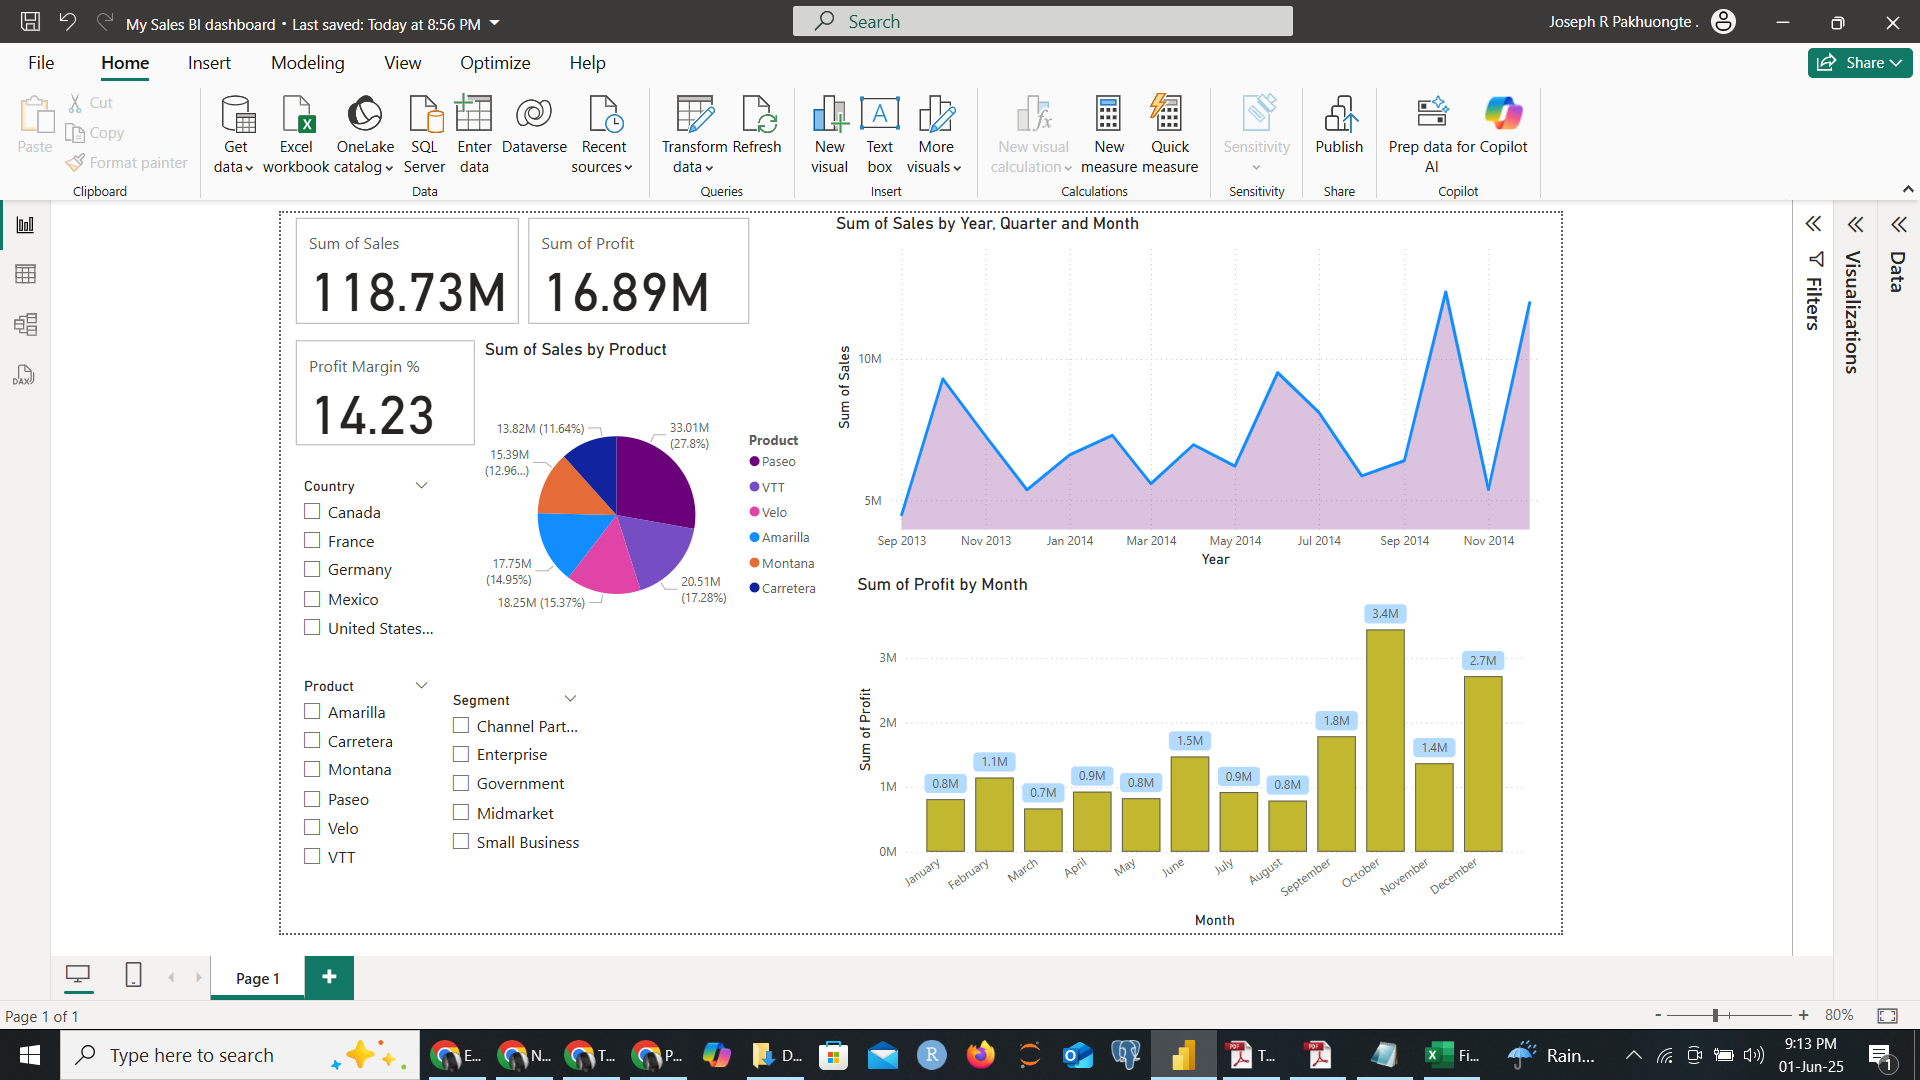 My Sales BI dashboard • Last saved: Today at 8:56 PM
Search
Joseph R Pakhuongte .
File Home Insert Modeling View Optimize Help
Share
Paste
Cut
Copy
Format painter
Clipboard
Get data
Excel workbook
OneLake catalog
SQL Server
Enter data
Dataverse
Recent sources
Data
Transform data
Refresh
Queries
New visual
Text box
More visuals
Insert
New visual calculation
New measure
Quick measure
Calculations
Sensitivity
Sensitivity
Publish
Share
Prep data for AI
Copilot
Copilot
DAX
Sum of Sales
118.73M
Sum of Profit
16.89M
Profit Margin %
14.23
Sum of Sales by Product
13.82M (11.64%)
33.01M
(27.8%)
15.39M
(12.96...)
17.75M
(14.95%)
18.25M (15.37%)
20.51M
(17.28%)
Product
Paseo
VTT
Velo
Amarilla
Montana
Carretera
Country
Canada
France
Germany
Mexico
United States...
Product
Amarilla
Carretera
Montana
Paseo
Velo
VTT
Segment
Channel Part...
Enterprise
Government
Midmarket
Small Business
Sum of Sales by Year, Quarter and Month
Sum of Sales
10M
5M
Sep 2013 Nov 2013 Jan 2014 Mar 2014 May 2014 Jul 2014 Sep 2014 Nov 2014
Year
Sum of Profit by Month
Sum of Profit
3M
2M
1M
0M
0.8M 1.1M 0.7M 0.9M 0.8M 1.5M 0.9M 0.8M 1.8M 3.4M 1.4M 2.7M
January February March April May June July August September October November December
Month
Filters
Visualizations
Data
Page 1
+
Page 1 of 1
- + 80%
Type here to search
E... N... T... P... D... T... Fi...
Rain...
9:13 PM
01-Jun-25
1